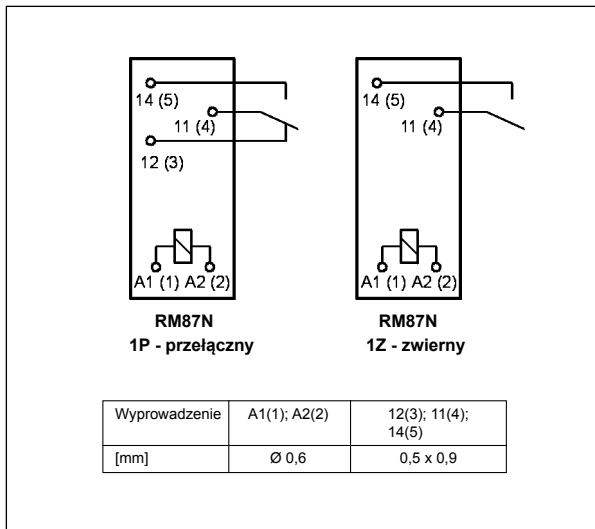 14 (5)
11 (4)
12 (3)
A1 (1) A2 (2)
RM87N
1P - przełączny
14 (5)
11 (4)
A1 (1) A2 (2)
RM87N
1Z - zwierny
Wyprowadzenie A1(1); A2(2) 12(3); 11(4);
14(5)
[mm] Ø 0,6 0,5 x 0,9